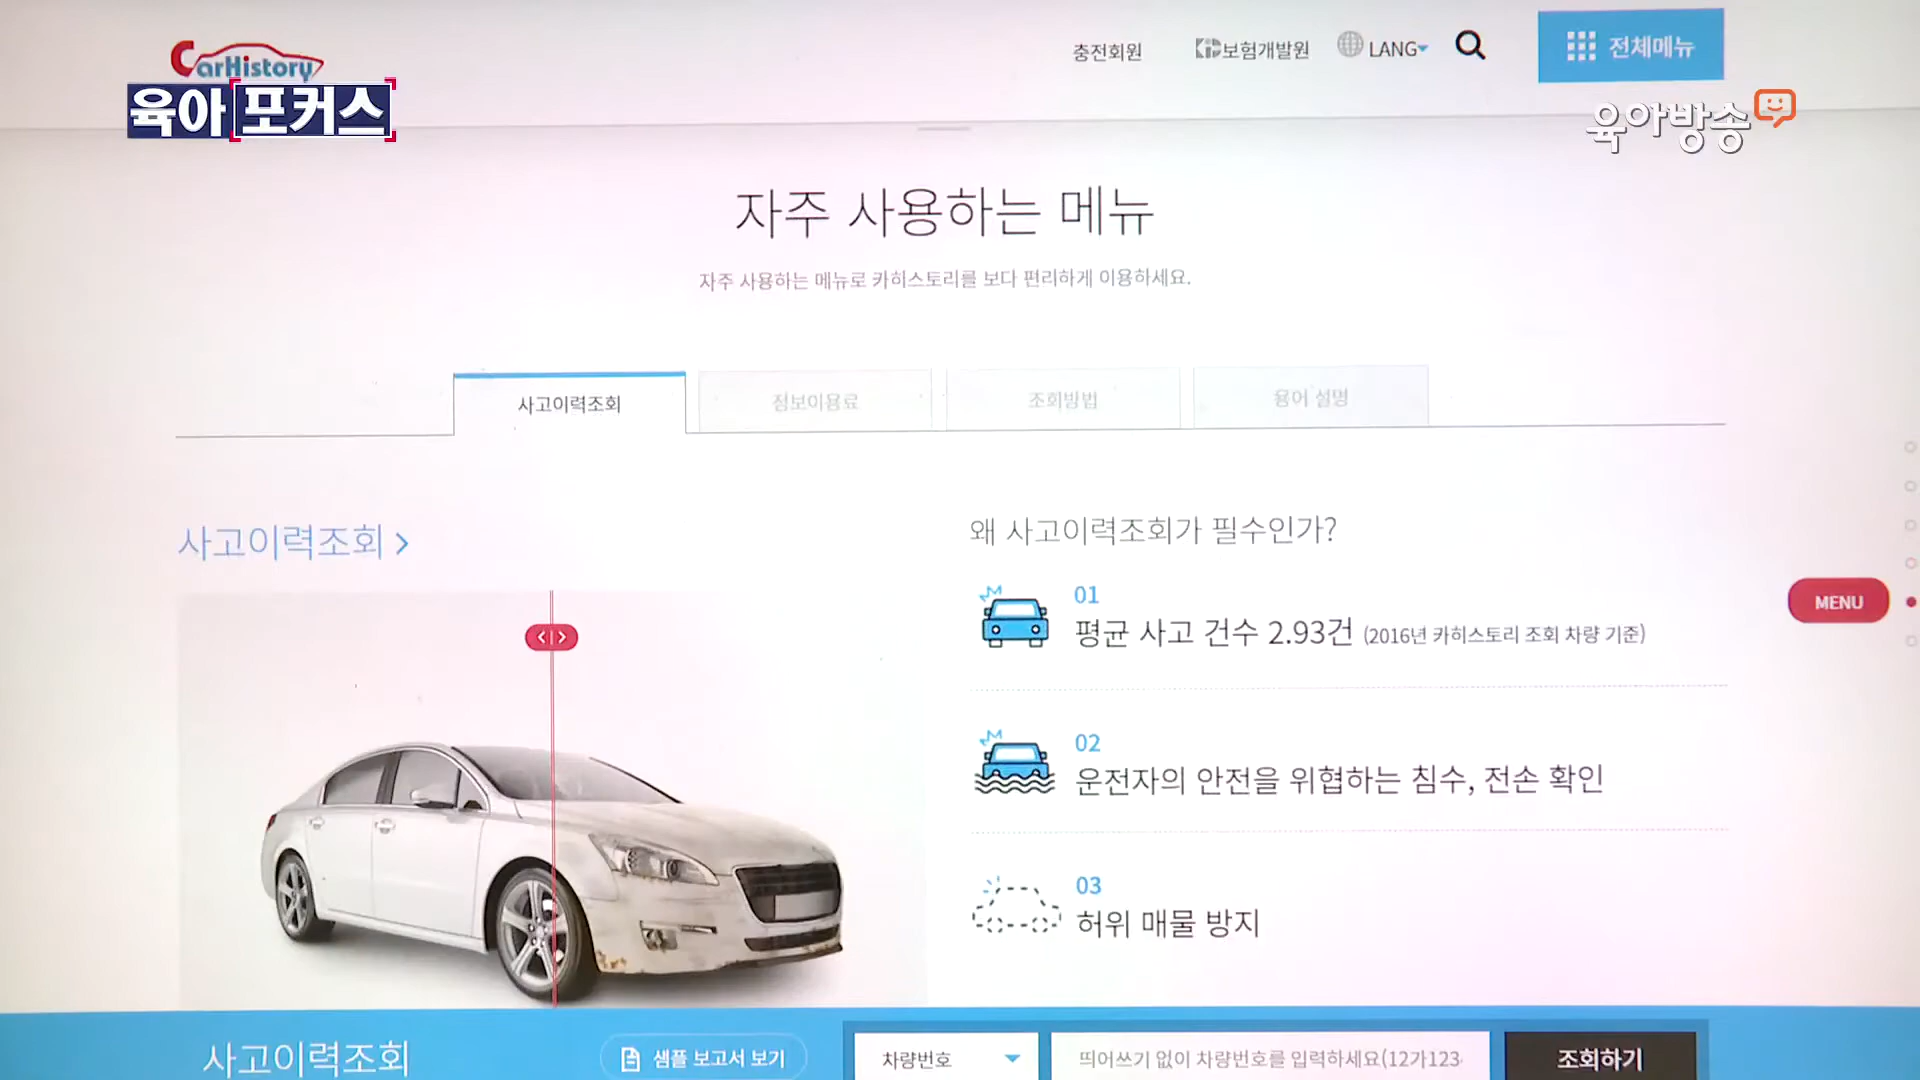 CarHistory
충전회원
보험개발원
LANG
전체메뉴
육아포커스
육아방송
자주 사용하는 메뉴
자주 사용하는 메뉴로 카히스토리를 보다 편리하게 이용하세요.
사고이력조회
정보이용료
조회방법
용어 설명
사고이력조회
왜 사고이력조회가 필수인가?
01
평균 사고 건수 2.93건 (2016년 카히스토리 조회 차량 기준)
MENU
02
운전자의 안전을 위협하는 침수, 전손 확인
03
허위 매물 방지
사고이력조회
샘플 보고서 보기
차량번호
띄어쓰기 없이 차량번호를 입력하세요(12가123
조회하기